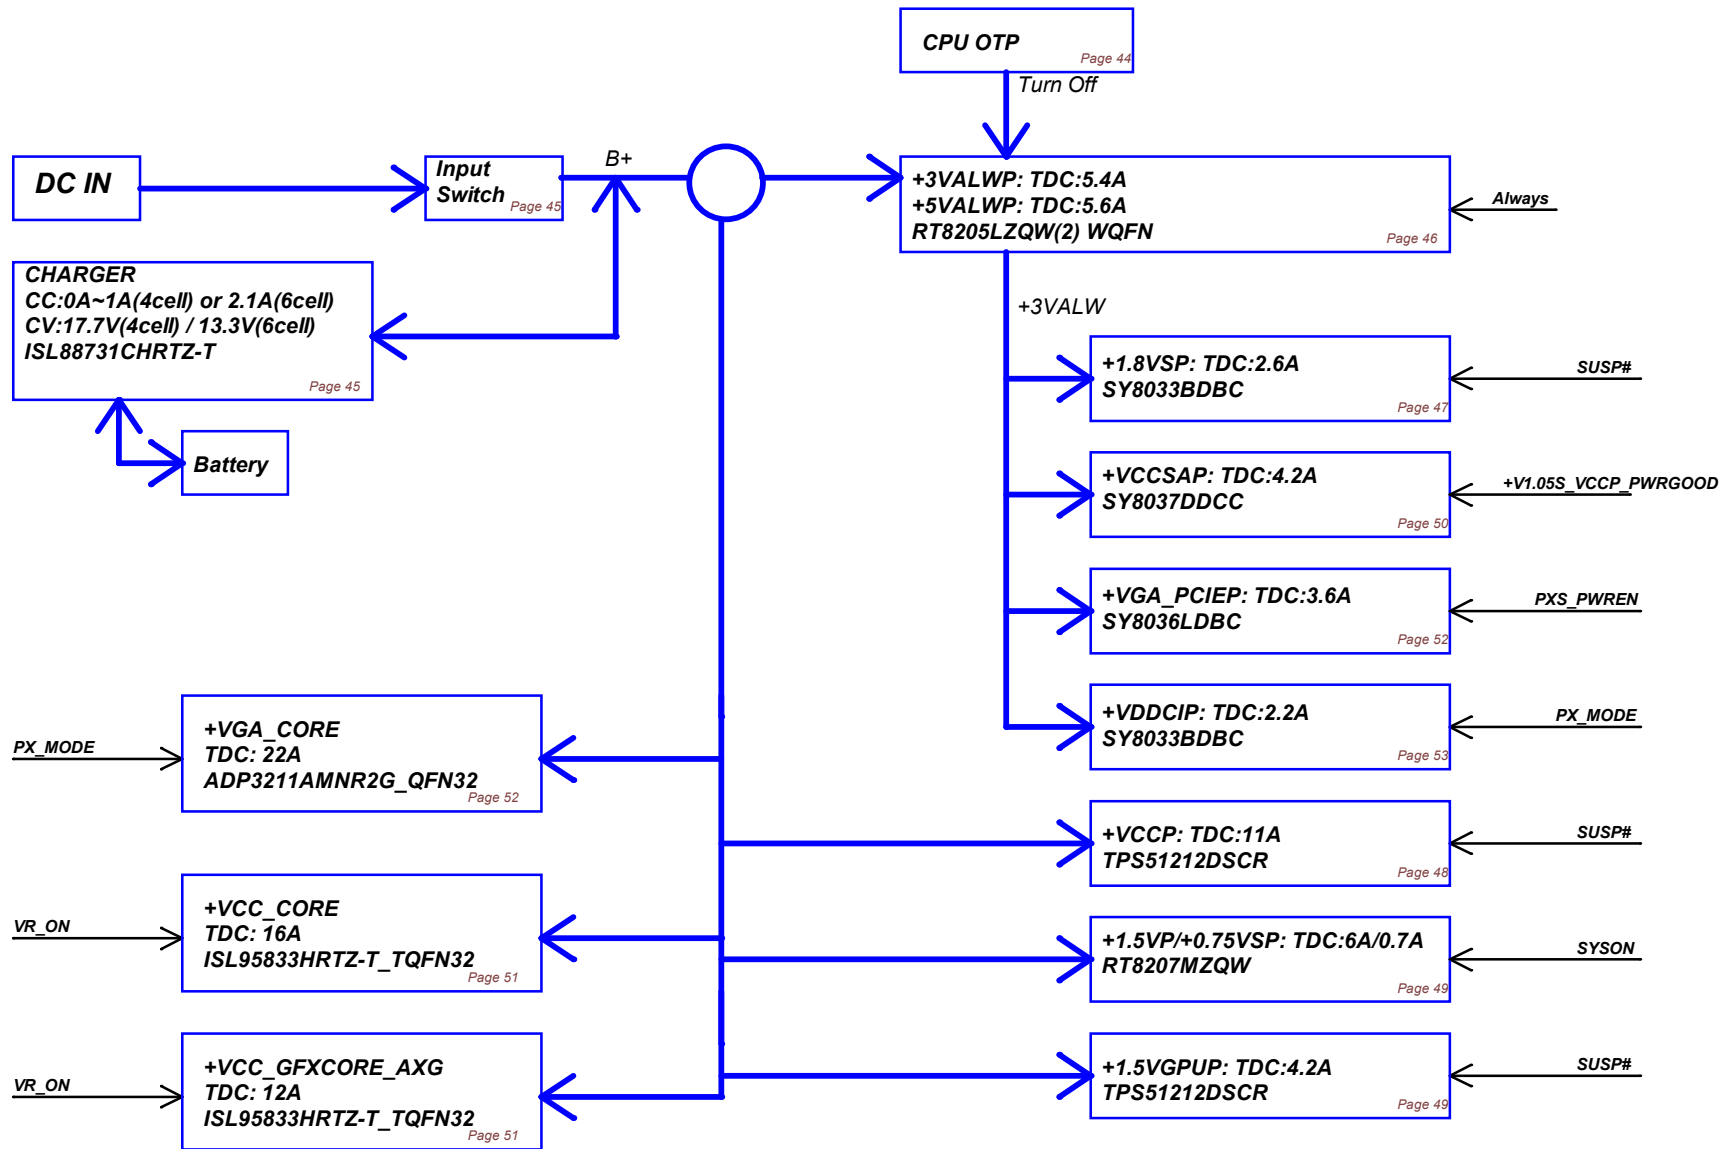 CPU OTP
Page 44
Turn Off
DC IN
Input
Switch
Page 45
B+
+3VALWP: TDC:5.4A
+5VALWP: TDC:5.6A
RT8205LZQW(2) WQFN
Page 46
Always
CHARGER
CC:0A~1A(4cell) or 2.1A(6cell)
CV:17.7V(4cell) / 13.3V(6cell)
ISL88731CHRTZ-T
Page 45
Battery
+3VALW
+1.8VSP: TDC:2.6A
SY8033BDBC
Page 47
SUSP#
+VCCSAP: TDC:4.2A
SY8037DDCC
Page 50
+V1.05S_VCCP_PWRGOOD
+VGA_PCIEP: TDC:3.6A
SY8036LDBC
Page 52
PXS_PWREN
+VDDCIP: TDC:2.2A
SY8033BDBC
Page 53
PX_MODE
PX_MODE
+VGA_CORE
TDC: 22A
ADP3211AMNR2G_QFN32
Page 52
+VCCP: TDC:11A
TPS51212DSCR
Page 48
SUSP#
VR_ON
+VCC_CORE
TDC: 16A
ISL95833HRTZ-T_TQFN32
Page 51
+1.5VP/+0.75VSP: TDC:6A/0.7A
RT8207MZQW
Page 49
SYSON
VR_ON
+VCC_GFXCORE_AXG
TDC: 12A
ISL95833HRTZ-T_TQFN32
Page 51
+1.5VGPUP: TDC:4.2A
TPS51212DSCR
Page 49
SUSP#